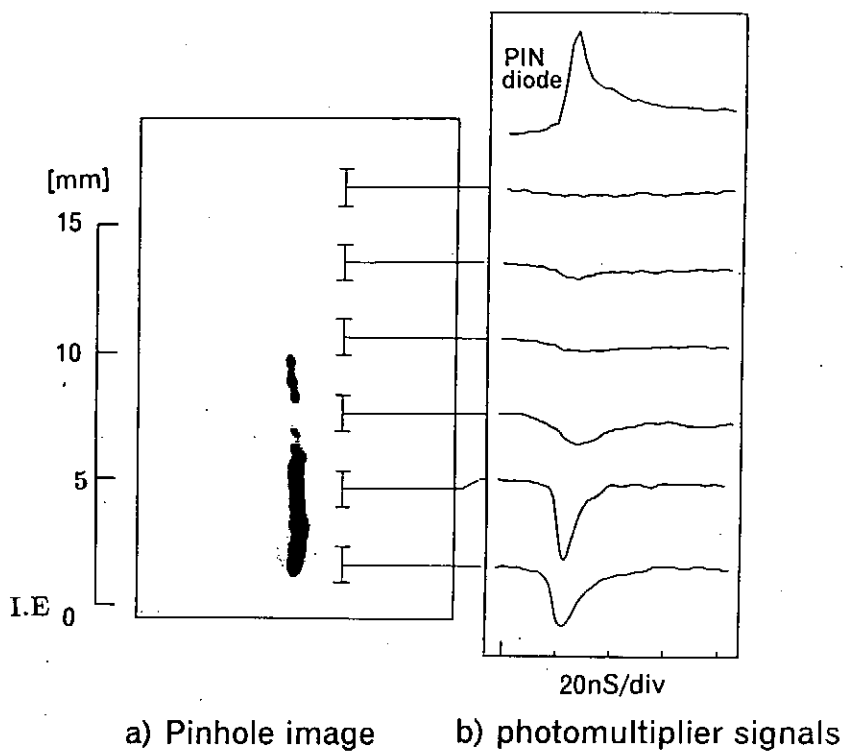 PIN
diode
[mm]
15
10
5
I.E 0
20nS/div
a) Pinhole image b) photomultiplier signals